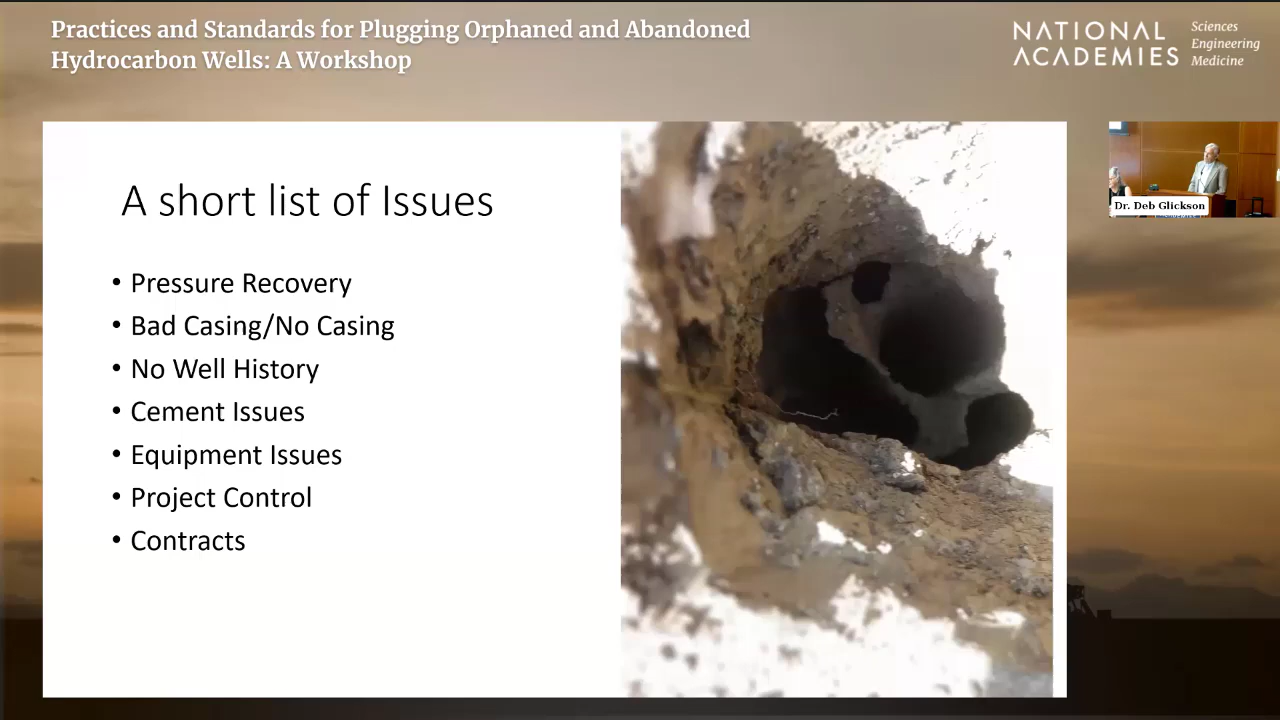 Practices and Standards for Plugging Orphaned and Abandoned
Hydrocarbon Wells: A Workshop
NATIONAL
ACADEMIES
Sciences
Engineering
Medicine
A short list of Issues
• Pressure Recovery
• Bad Casing/No Casing
• No Well History
• Cement Issues
• Equipment Issues
• Project Control
• Contracts
Dr. Deb Glickson